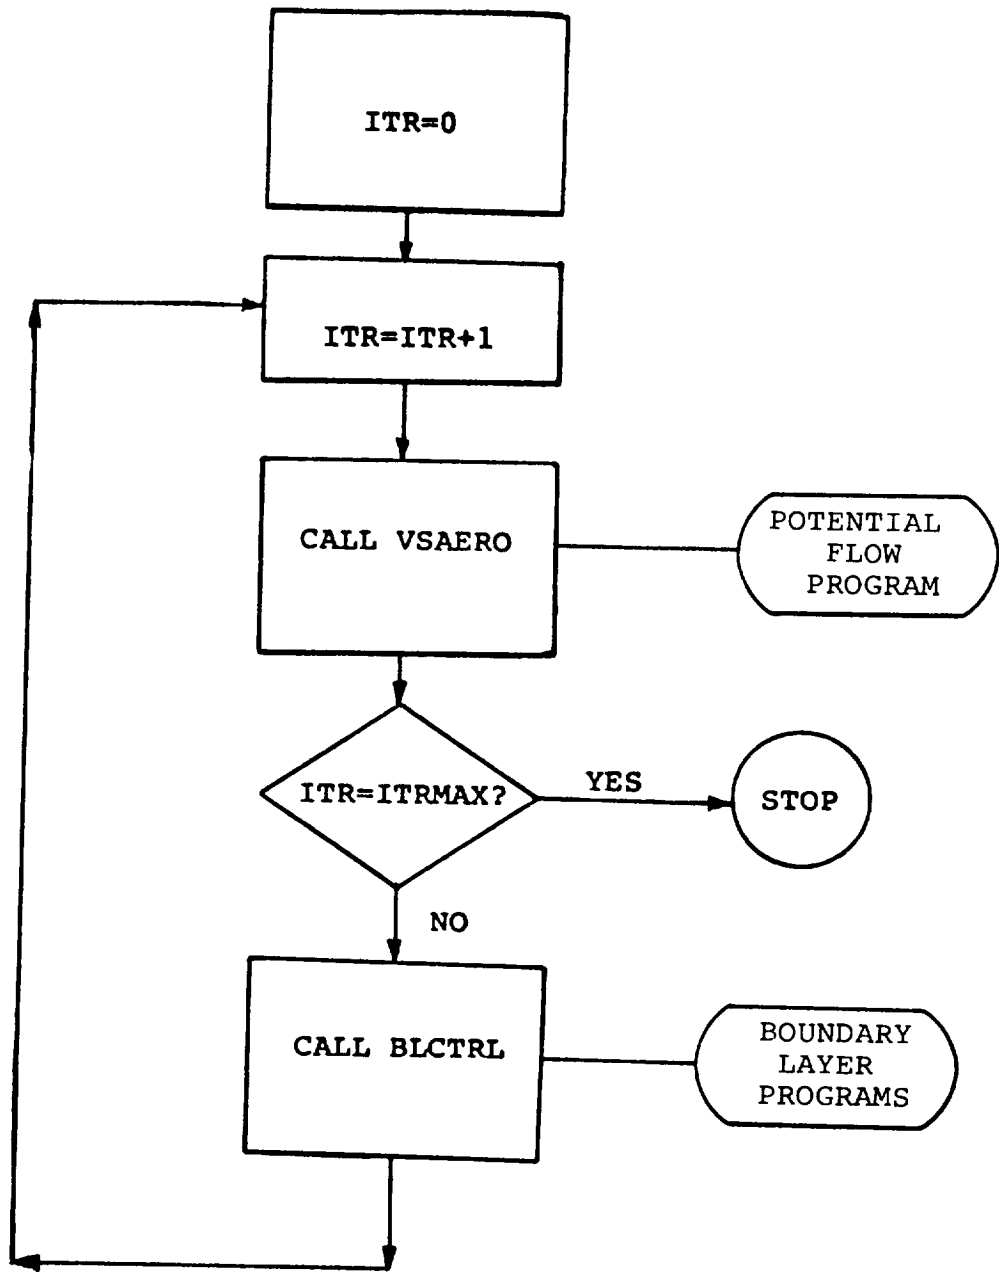 ITR=0
ITR=ITR+1
CALL VSAERO
POTENTIAL
FLOW
PROGRAM
ITR=ITRMAX?
YES
STOP
NO
CALL BLCTRL
BOUNDARY
LAYER
PROGRAMS